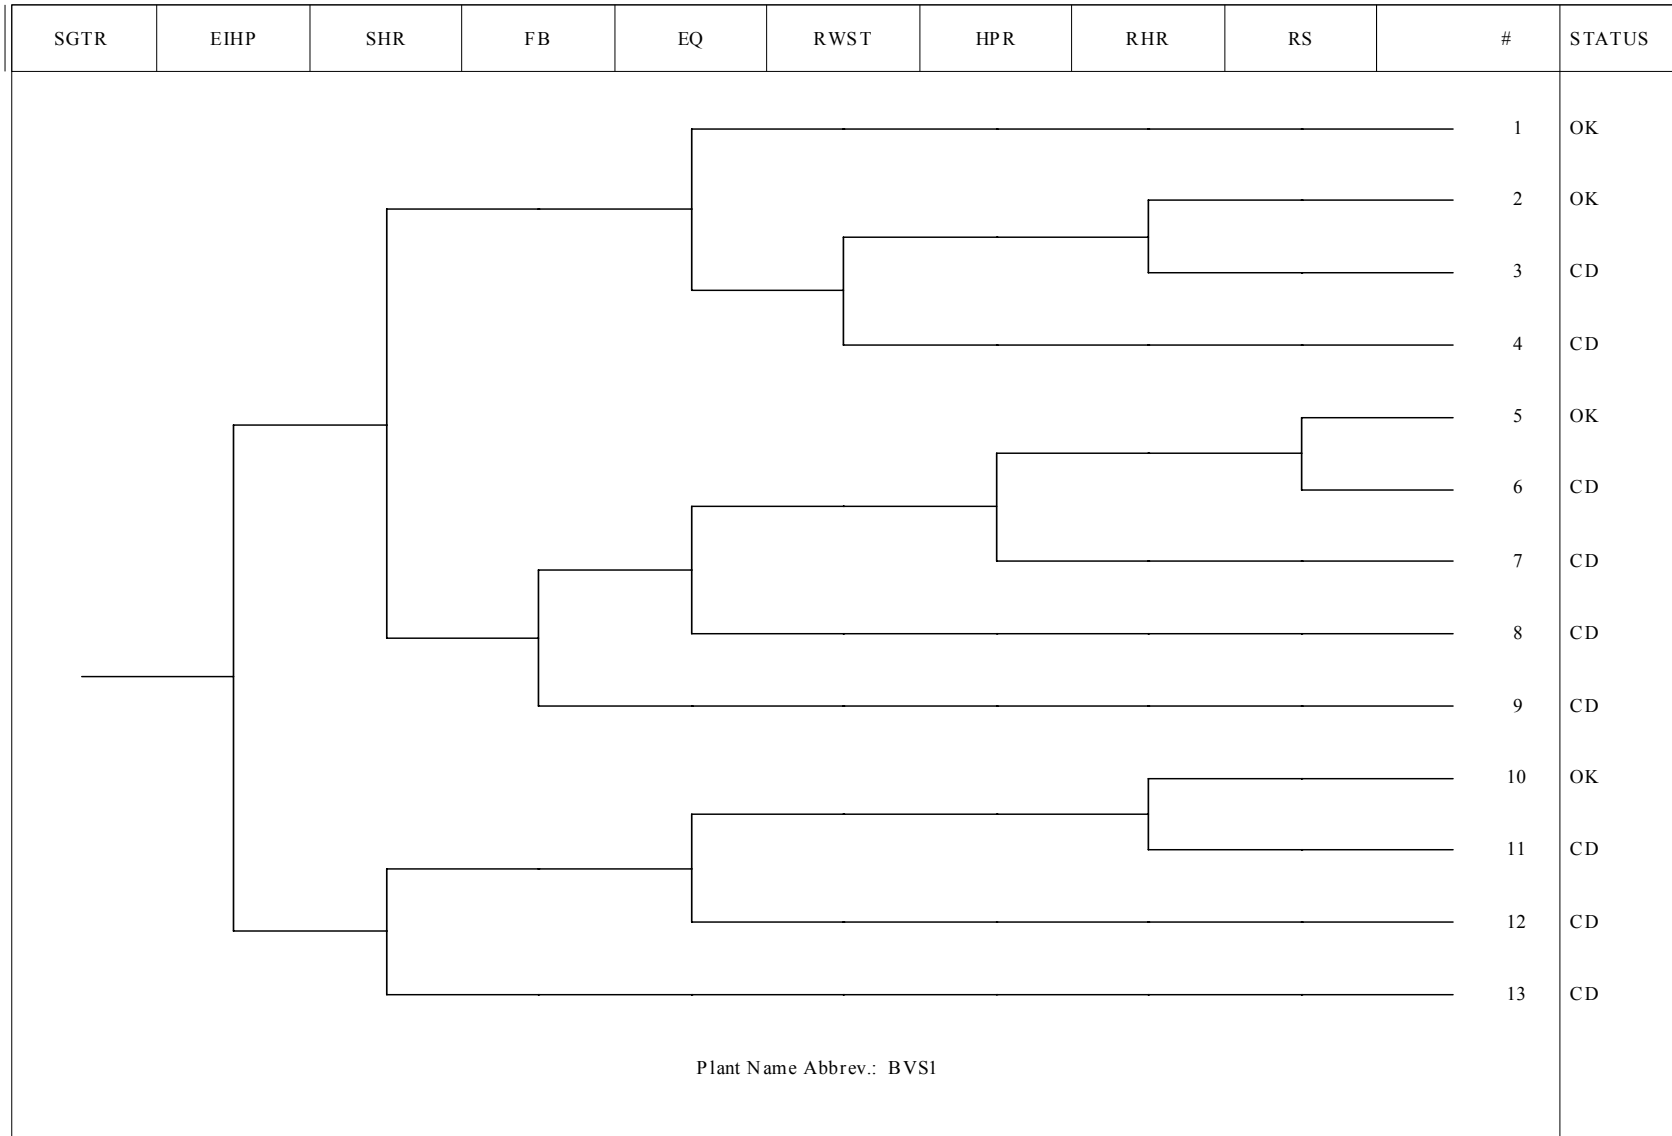 SGTR EIHP SHR FB EQ RWST HPR RHR RS # STATUS
1 OK
2 OK
3 CD
4 CD
5 OK
6 CD
7 CD
8 CD
9 CD
10 OK
11 CD
12 CD
13 CD
Plant Name Abbrev.: BVS1